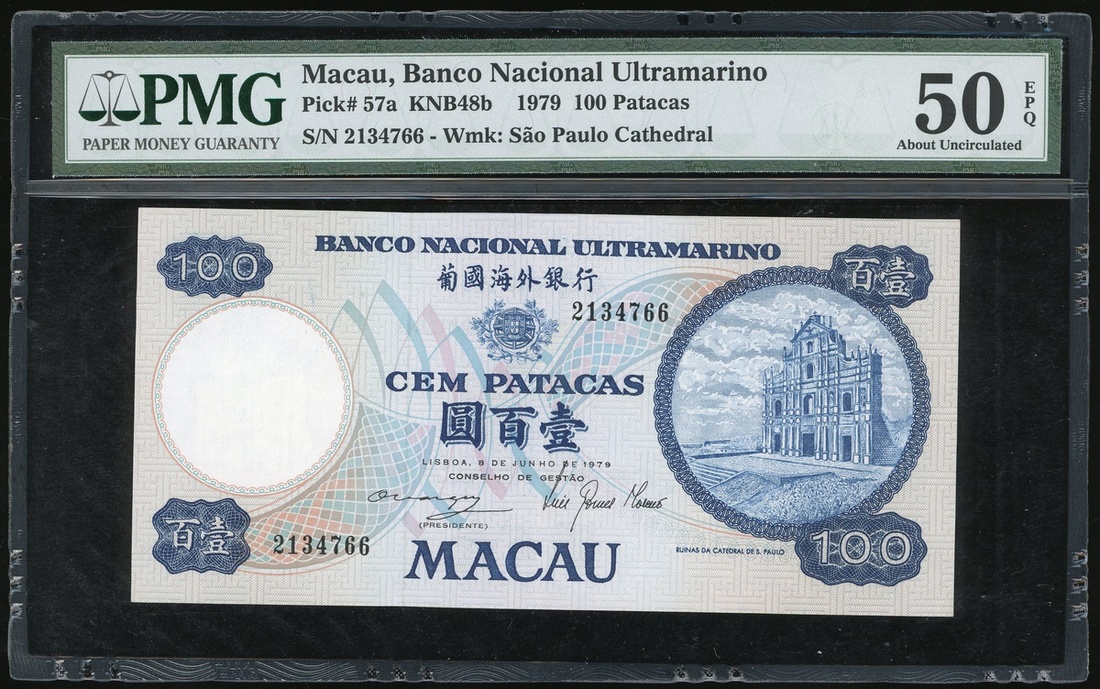 PMG
PAPER MONEY GUARANTY
Macau, Banco Nacional Ultramarino
Pick# 57a KNB48b 1979 100 Patacas
S/N 2134766 - Wmk: São Paulo Cathedral
50
EPQ
About Uncirculated
BANCO NACIONAL ULTRAMARINO
100
葡國海外銀行
百壹
2134766
CEM PATACAS
圓百壹
LISBOA, 8 DE JUNHO DE 1979
CONSELHO DE GESTÃO
(PRESIDENTE)
百壹
2134766
MACAU
RUINAS DA CATEDRAL DE S. PAULO
100